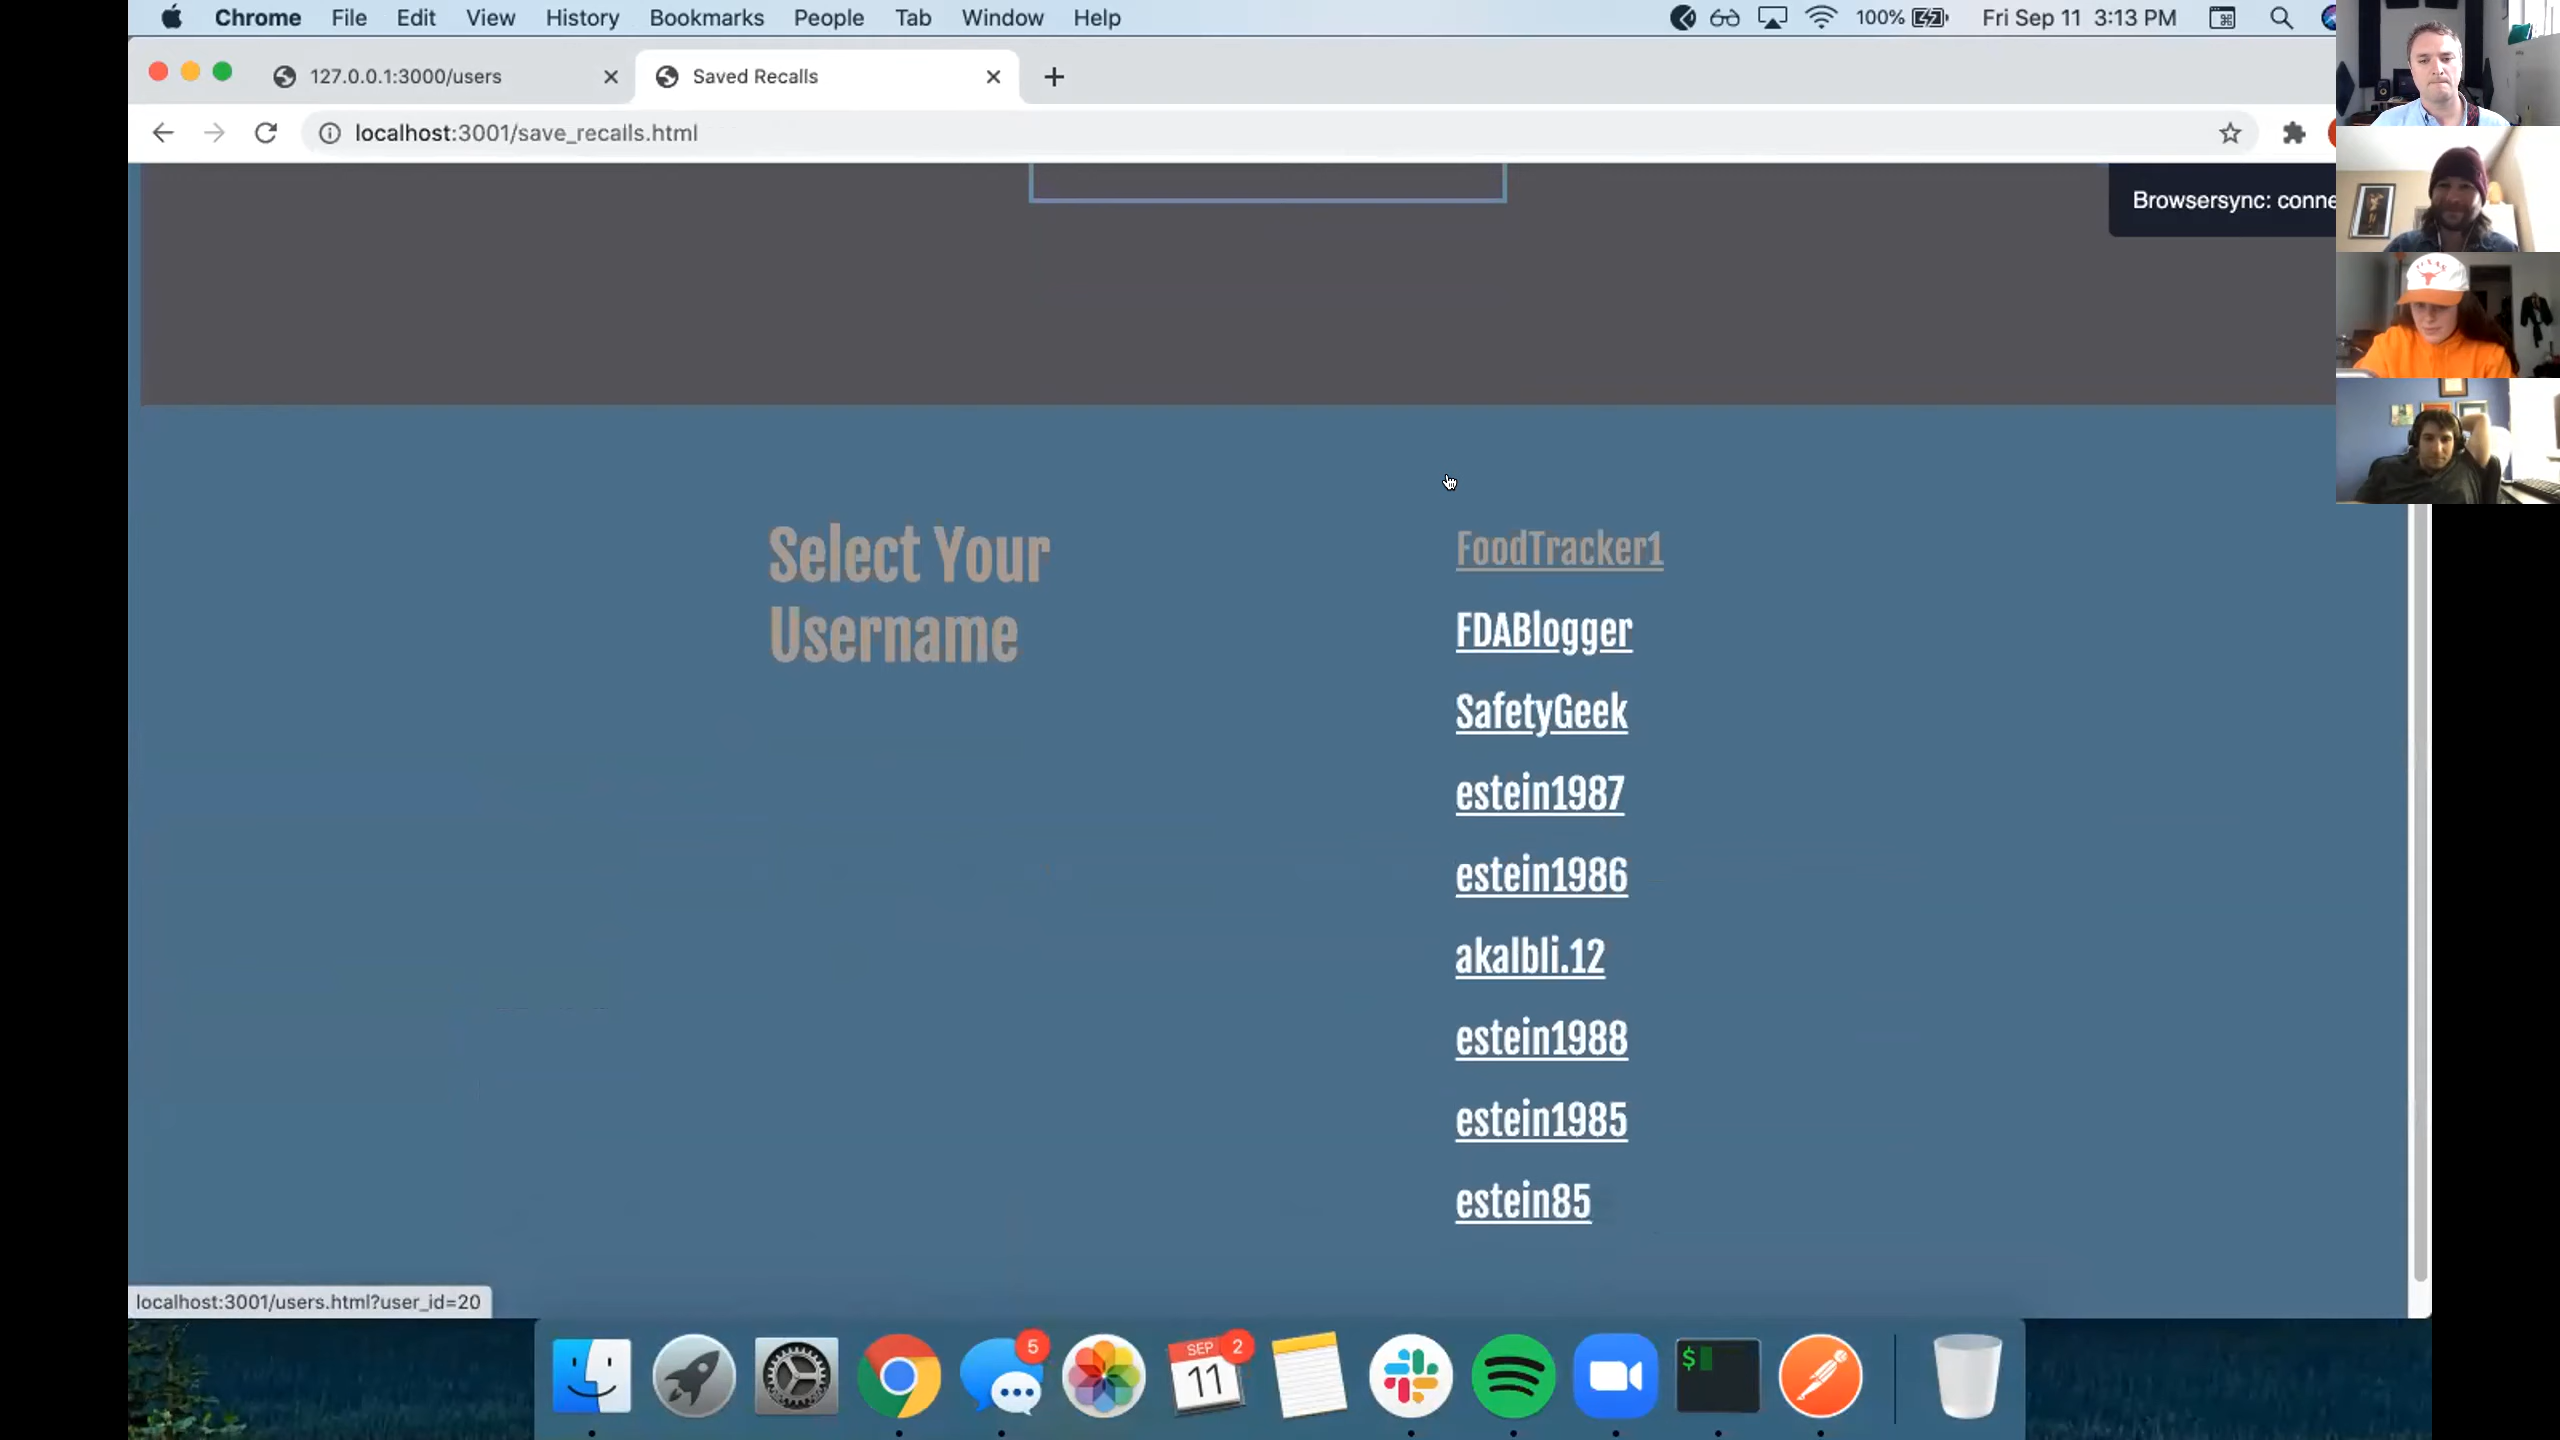 Chrome File Edit View History Bookmarks People Tab Window Help 100% Fri Sep 11 3:13 PM
127.0.0.1:3000/users Saved Recalls
localhost:3001/save_recalls.html
Browsersync: conne
TEXAS
Select Your
Username
FoodTracker1
FDABlogger
SafetyGeek
estein1987
estein1986
akalbli.12
estein1988
estein1985
estein85
localhost:3001/users.html?user_id=20
5
SEP 2
11
$